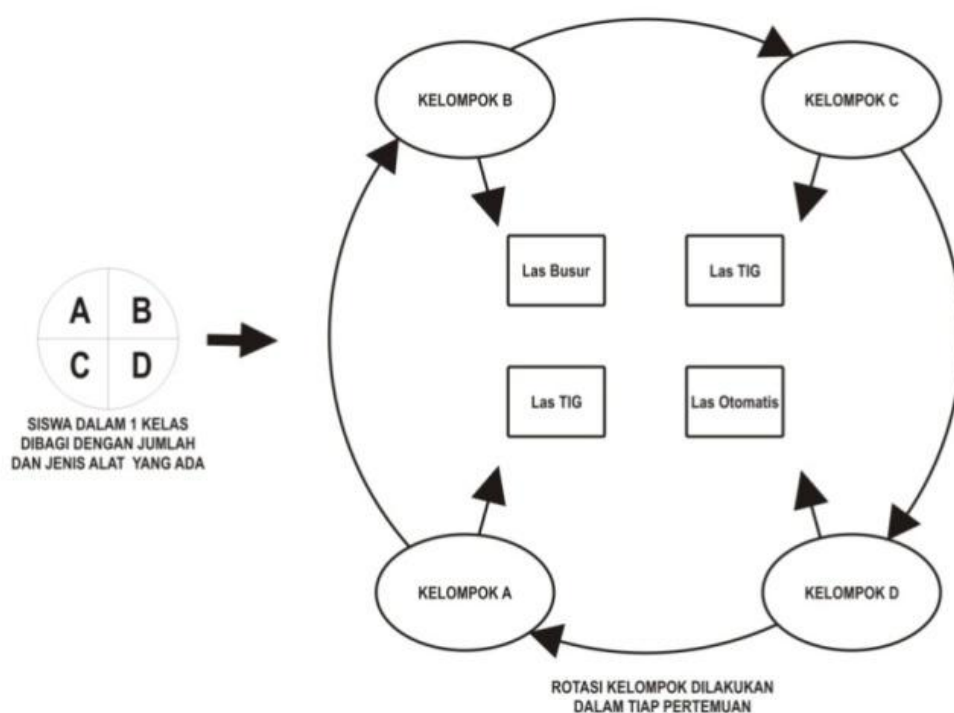 KELOMPOK B
KELOMPOK C
Las Busur
Las TIG
A B
C D
SISWA DALAM 1 KELAS
DIBAGI DENGAN JUMLAH
DAN JENIS ALAT YANG ADA
Las TIG
Las Otomatis
KELOMPOK A
KELOMPOK D
ROTASI KELOMPOK DILAKUKAN
DALAM TIAP PERTEMUAN